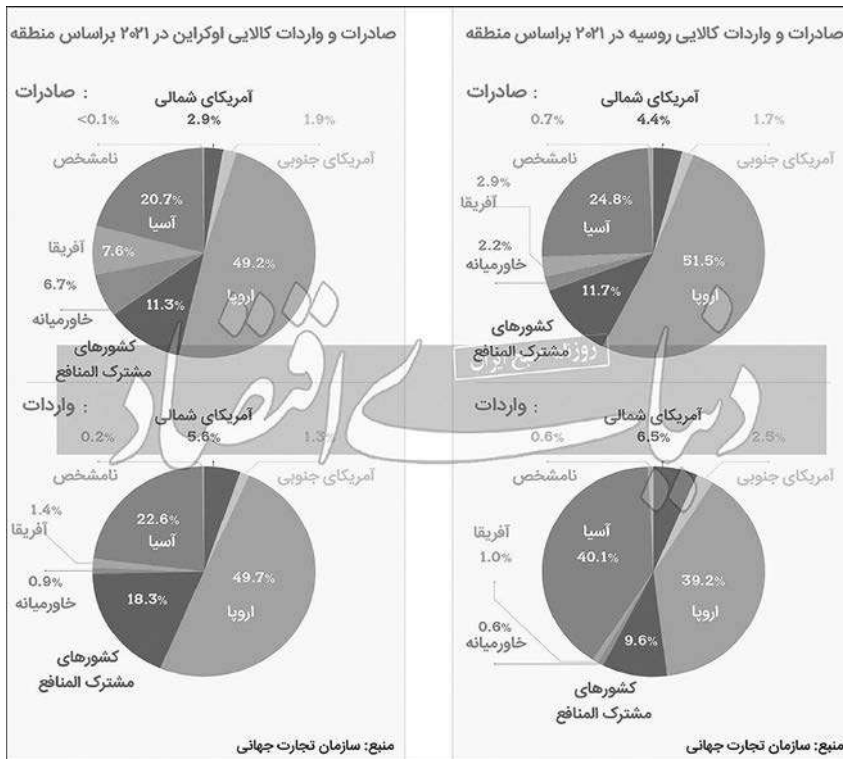 صادرات و واردات کالایی روسیه در ۲۰۲۱ براساس منطقه
صادرات :
آمریکای شمالی
0.7% 4.4% 1.7%
نامشخص
آمریکای جنوبی
2.9%
آفریقا
24.8%
آسیا
2.2%
خاورمیانه
51.5%
اروپا
11.7%
کشورهای
مشترک المنافع
واردات :
آمریکای شمالی
0.6% 6.5% 2.5%
نامشخص
آمریکای جنوبی
آفریقا
1.0%
آسیا
40.1%
39.2%
اروپا
0.6%
خاورمیانه
9.6%
کشورهای
مشترک المنافع
منبع: سازمان تجارت جهانی
صادرات و واردات کالایی اوکراین در ۲۰۲۱ براساس منطقه
صادرات :
آمریکای شمالی
<0.1% 2.9% 1.9%
نامشخص
آمریکای جنوبی
20.7%
آسیا
آفریقا
7.6%
49.2%
اروپا
6.7%
خاورمیانه
11.3%
کشورهای
مشترک المنافع
واردات :
آمریکای شمالی
0.2% 5.6% 1.3%
نامشخص
آمریکای جنوبی
1.4%
آفریقا
22.6%
آسیا
0.9%
خاورمیانه
49.7%
اروپا
18.3%
کشورهای
مشترک المنافع
منبع: سازمان تجارت جهانی
دنیای اقتصاد